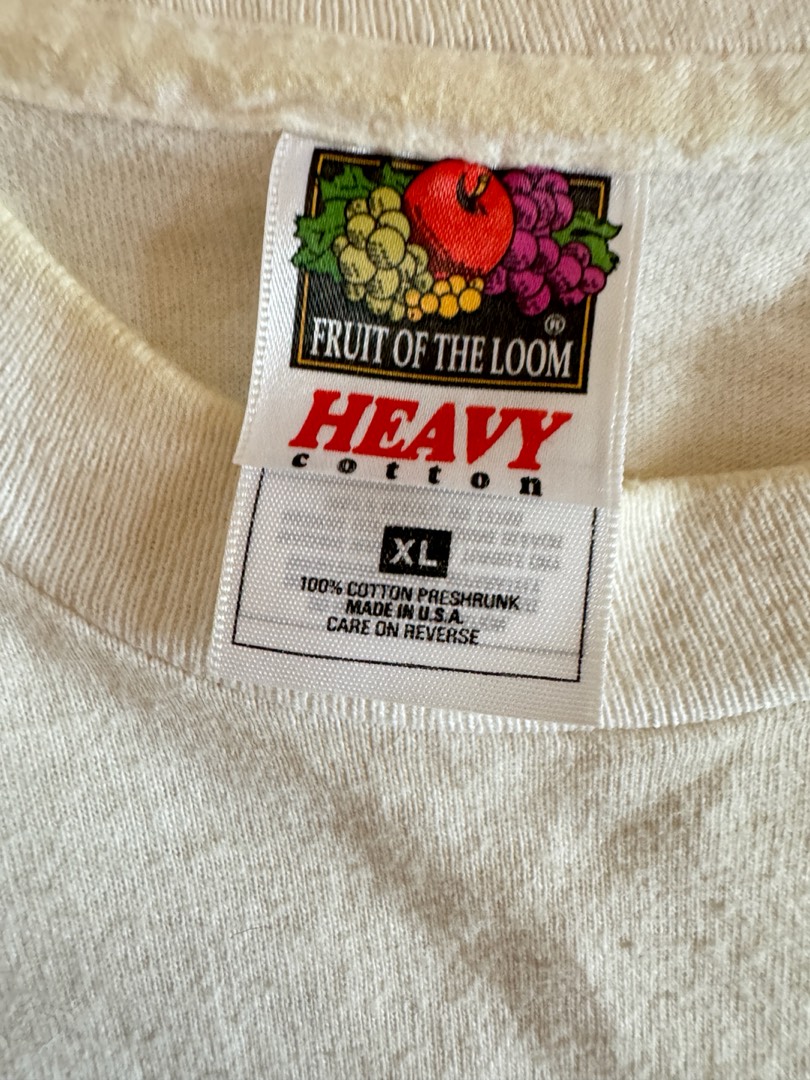 FRUIT OF THE LOOM ®
HEAVY
cotton
XL
100% COTTON PRESHRUNK
MADE IN U.S.A.
CARE ON REVERSE